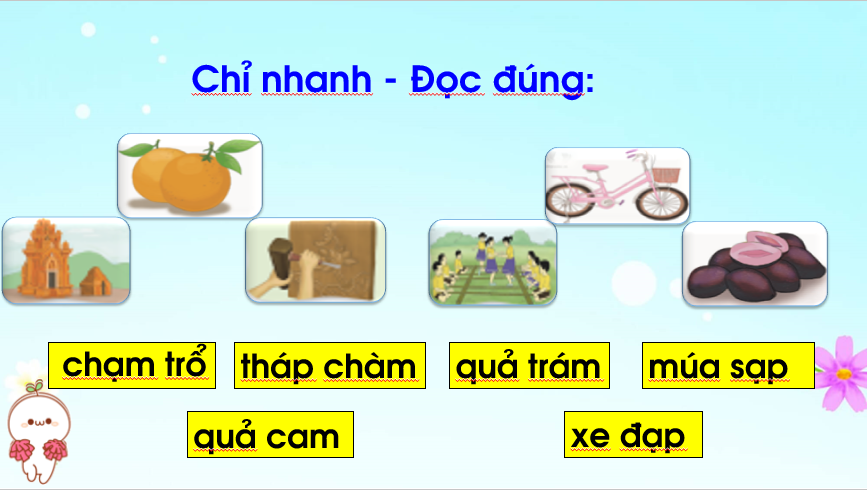 Chỉ nhanh - Đọc đúng:
chạm trổ
tháp chàm
quả trám
múa sạp
quả cam
xe đạp